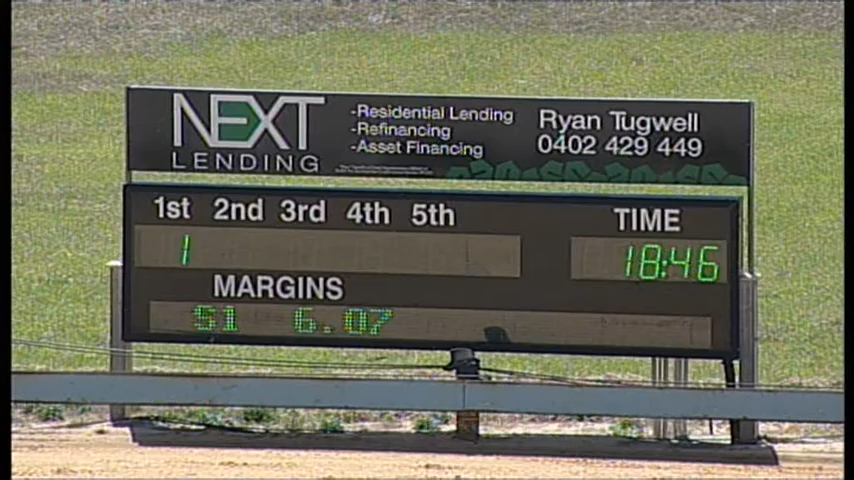 NEXT
LENDING
-Residential Lending
-Refinancing
-Asset Financing
Ryan Tugwell
0402 429 449
1st 2nd 3rd 4th 5th TIME
1 18:46
MARGINS
S1 6.07